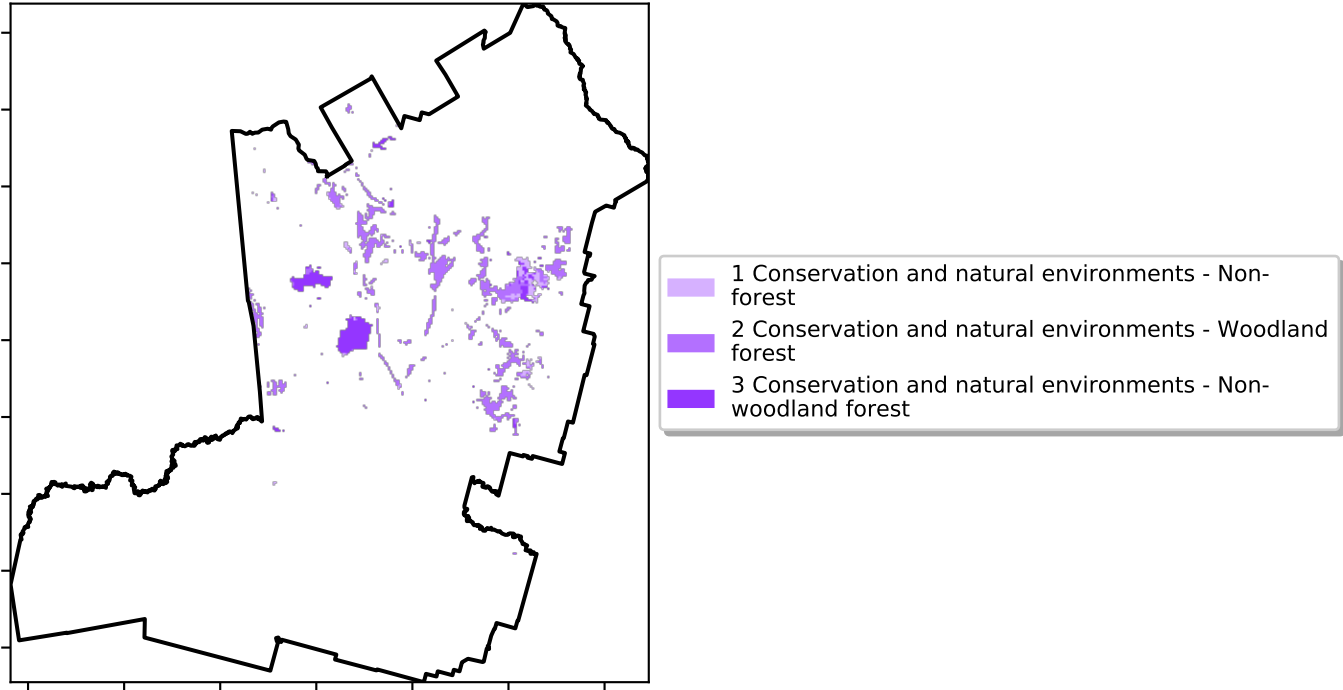 1 Conservation and natural environments - Non-
forest
2 Conservation and natural environments - Woodland
forest
3 Conservation and natural environments - Non-
woodland forest